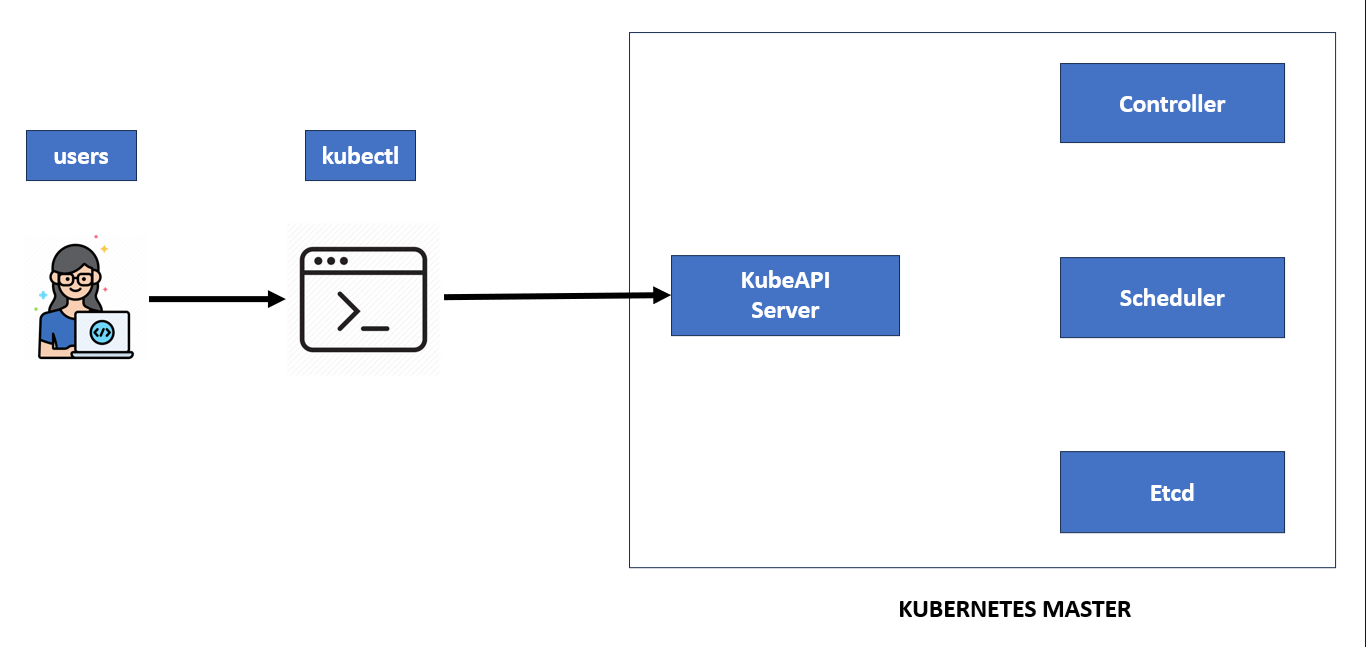 users
kubectl
KubeAPI
Server
Controller
Scheduler
Etcd
KUBERNETES MASTER